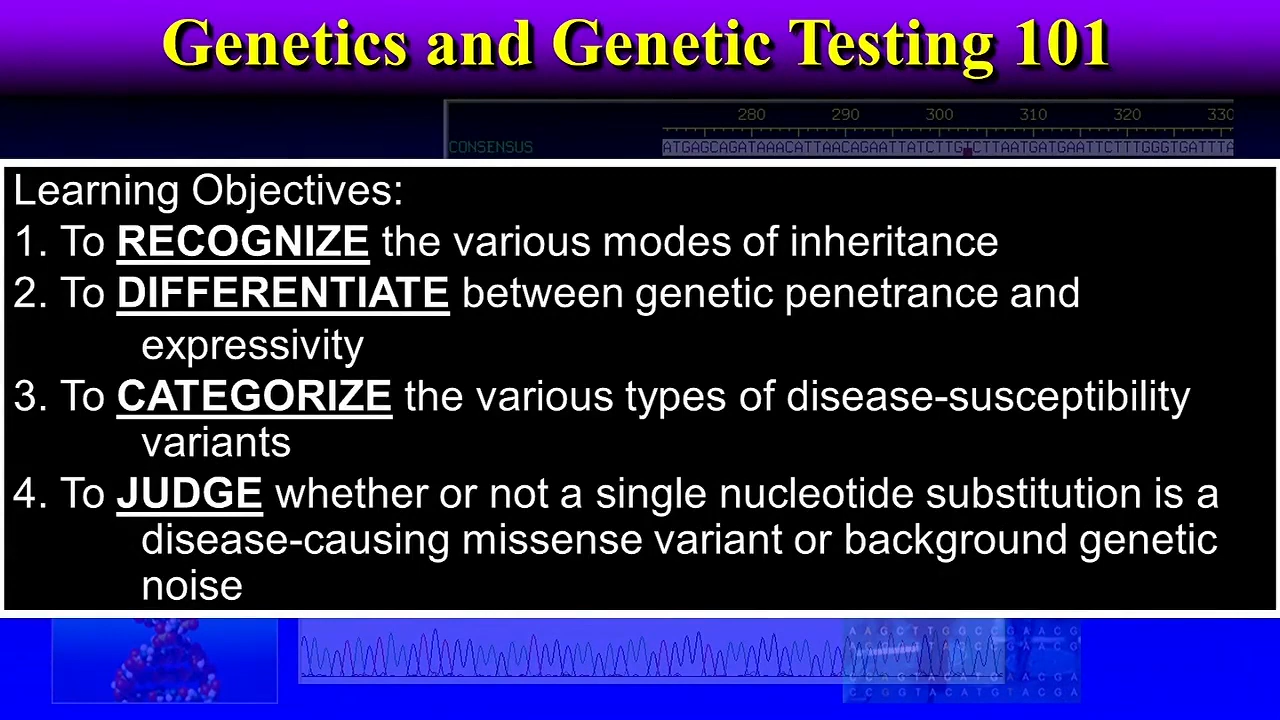 Genetics and Genetic Testing 101
280 290 300 310 320 330
CONSENSUS
ATGAGCAGATAAACATTAACAGAATTATCTTGTCTTAATGATGAATTCTTTGGGTGATTTA
Learning Objectives:
1. To RECOGNIZE the various modes of inheritance
2. To DIFFERENTIATE between genetic penetrance and
expressivity
3. To CATEGORIZE the various types of disease-susceptibility
variants
4. To JUDGE whether or not a single nucleotide substitution is a
disease-causing missense variant or background genetic
noise
AAGCTTGGCCGAACG
CCGGTACATGTACGA